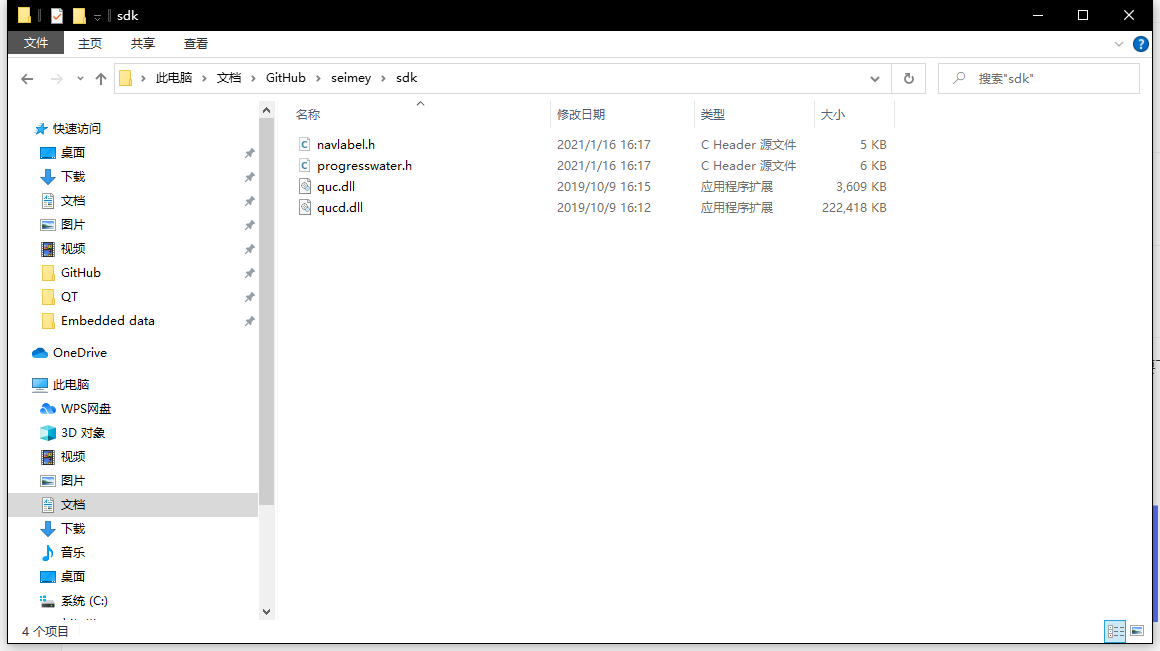 sdk
文件 主页 共享 查看
此电脑 文档 GitHub seimey sdk
搜索"sdk"
快速访问
桌面
下载
文档
图片
视频
GitHub
QT
Embedded data
OneDrive
此电脑
WPS网盘
3D 对象
视频
图片
文档
下载
音乐
桌面
系统 (C:)
名称 修改日期 类型 大小
navlabel.h 2021/1/16 16:17 C Header 源文件 5 KB
progresswater.h 2021/1/16 16:17 C Header 源文件 6 KB
quc.dll 2019/10/9 16:15 应用程序扩展 3,609 KB
qucd.dll 2019/10/9 16:12 应用程序扩展 222,418 KB
4 个项目